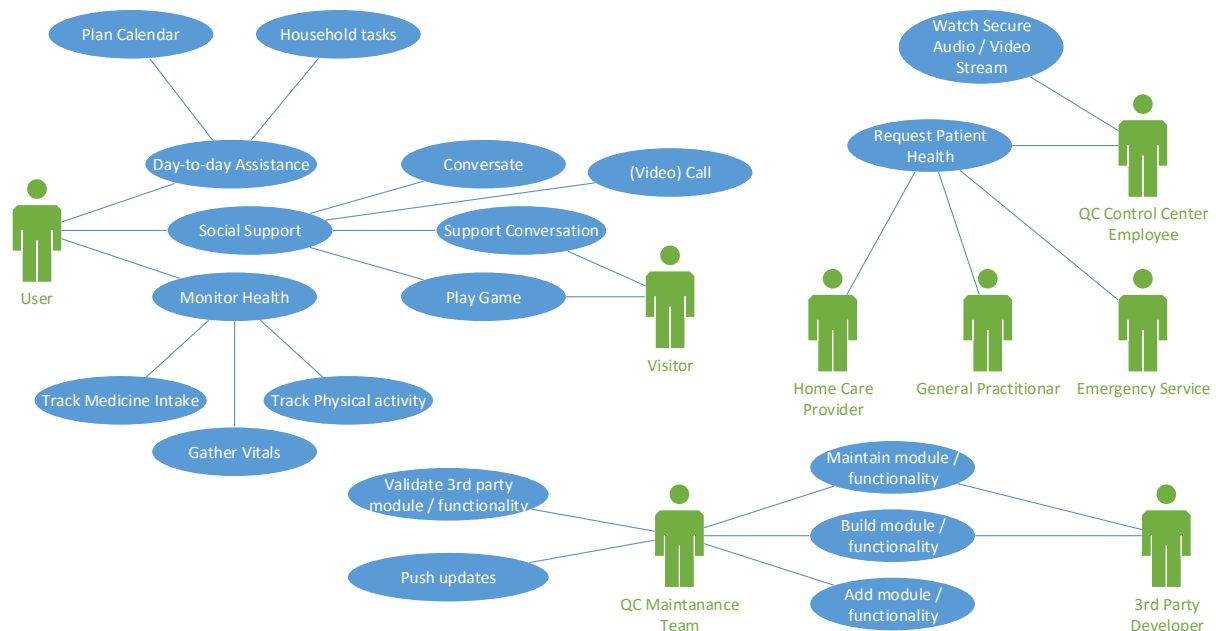 Plan Calendar
Household tasks
Watch Secure
Audio / Video
Stream
Day-to-day Assistance
Conversate
(Video) Call
Request Patient
Health
Social Support
Support Conversation
QC Control Center
Employee
User
Monitor Health
Play Game
Visitor
Home Care
Provider
General Practitionar
Emergency Service
Track Medicine Intake
Track Physical activity
Gather Vitals
Validate 3rd party
module / functionality
Maintain module /
functionality
Build module /
functionality
Push updates
Add module /
functionality
QC Maintanance
Team
3rd Party
Developer